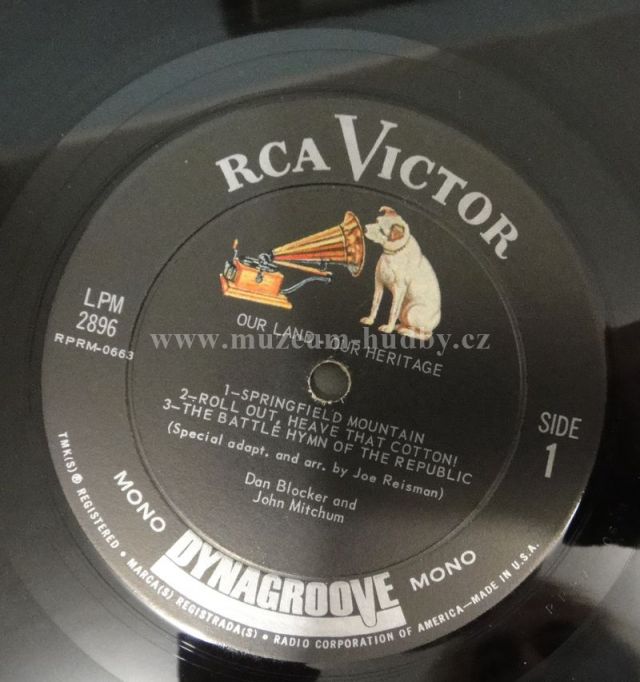 RCA VICTOR
LPM
2896
RPRM-0663
OUR LAND, OUR HERITAGE
www.muzeum-hudby.cz
1–SPRINGFIELD MOUNTAIN
2–ROLL OUT, HEAVE THAT COTTON!
3–THE BATTLE HYMN OF THE REPUBLIC
(Special adapt. and arr. by Joe Reisman)
SIDE
1
Dan Blocker and
John Mitchum
MONO DYNAGROOVE MONO
TMK(S) ® REGISTERED • MARCA(S) REGISTRADA(S) • RADIO CORPORATION OF AMERICA—MADE IN U.S.A.